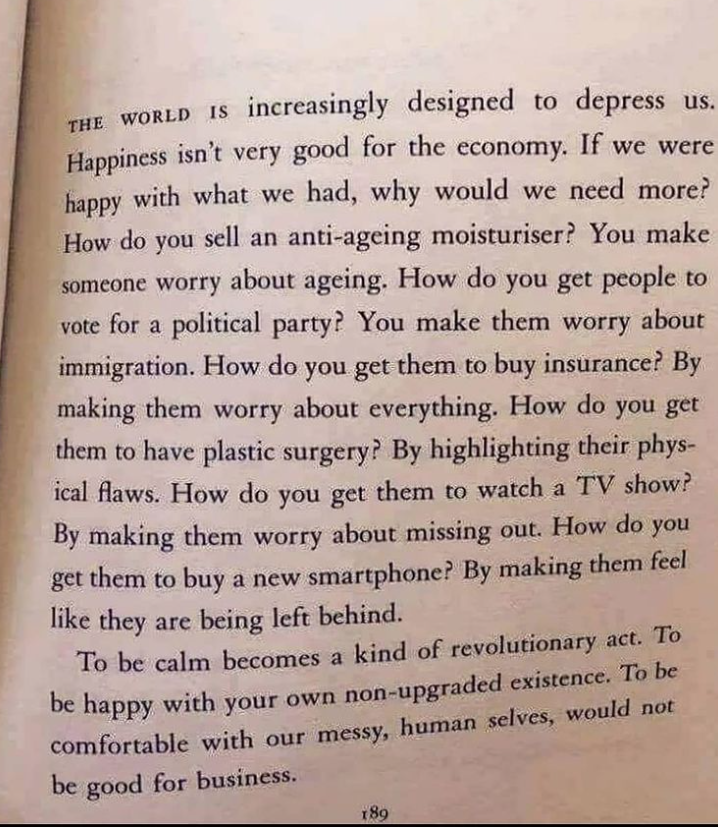 THE WORLD IS increasingly designed to depress us.
Happiness isn't very good for the economy. If we were
happy with what we had, why would we need more?
How do you sell an anti-ageing moisturiser? You make
someone worry about ageing. How do you get people to
vote for a political party? You make them worry about
immigration. How do you get them to buy insurance? By
making them worry about everything. How do you get
them to have plastic surgery? By highlighting their phys-
ical flaws. How do you get them to watch a TV show?
By making them worry about missing out. How do you
get them to buy a new smartphone? By making them feel
like they are being left behind.
To be calm becomes a kind of revolutionary act. To
be happy with your own non-upgraded existence. To be
comfortable with our messy, human selves, would not
be good for business.
189